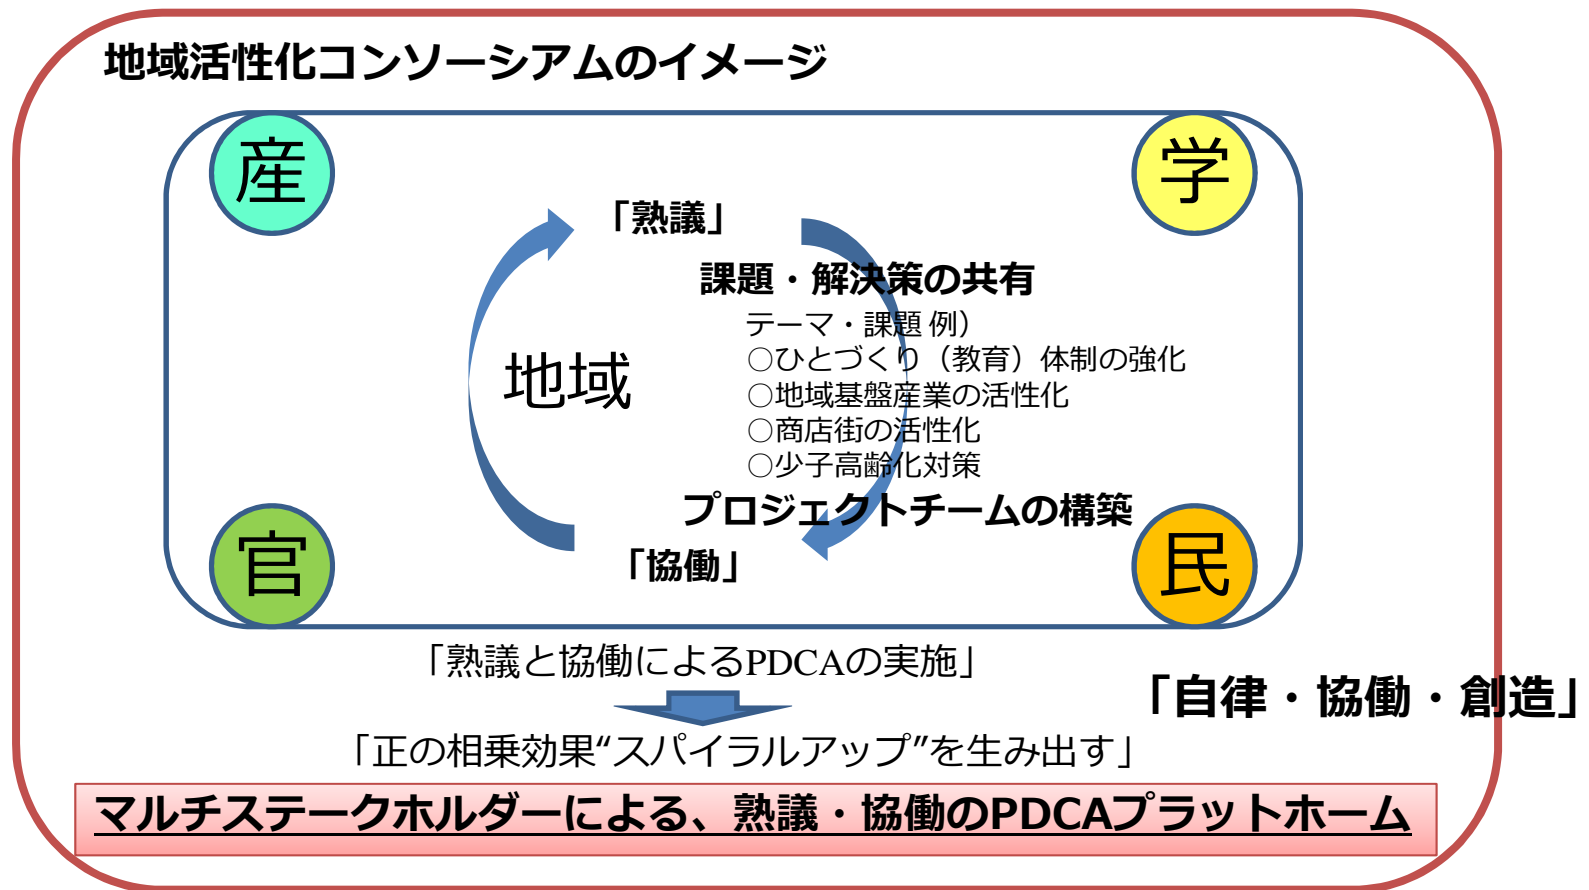 地域活性化コンソーシアムのイメージ
産
学
「熟議」
課題・解決策の共有
テーマ・課題 例）
○ひとづくり（教育）体制の強化
地域
○地域基盤産業の活性化
○商店街の活性化
○少子高齢化対策
プロジェクトチームの構築
官
「協働」
民
「熟議と協働によるPDCAの実施」
「自律・協働・創造」
「正の相乗効果“スパイラルアップ”を生み出す」
マルチステークホルダーによる、熟議・協働のPDCAプラットホーム